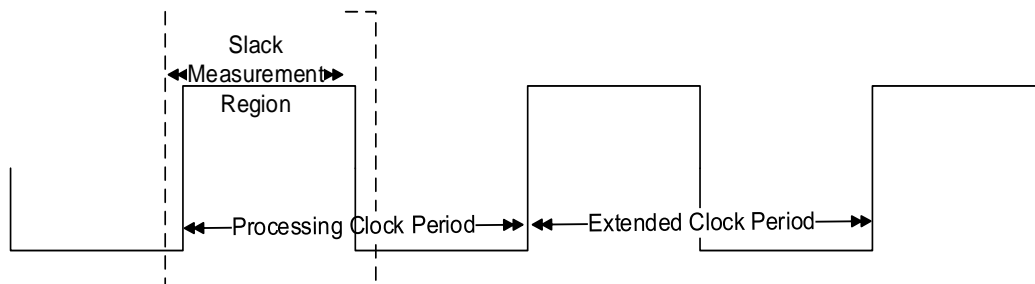 Slack
Measurement
Region
Processing Clock Period
Extended Clock Period